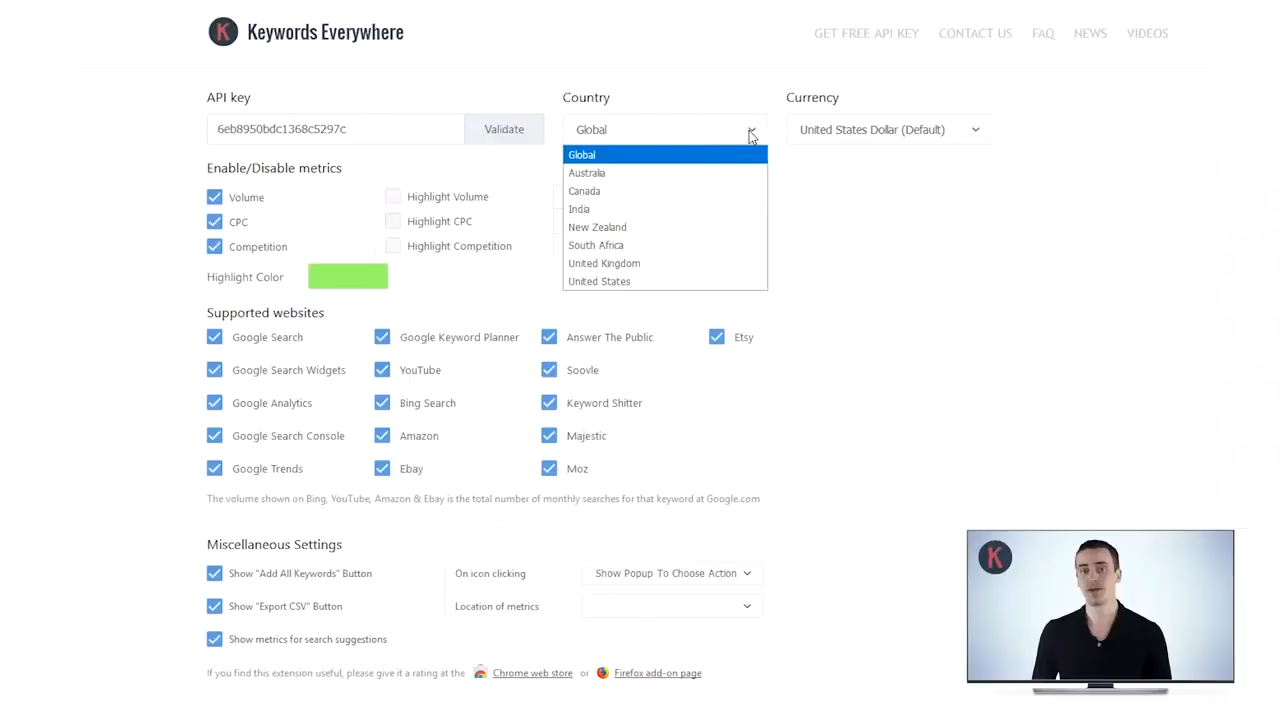 K Keywords Everywhere
GET FREE API KEY CONTACT US FAQ NEWS VIDEOS
API key Country Currency
6eb8950bdc1368c5297c Validate Global United States Dollar (Default)
Global
Enable/Disable metrics Australia
Volume Highlight Volume Canada
India
CPC Highlight CPC New Zealand
Competition Highlight Competition South Africa
United Kingdom
Highlight Color United States
Supported websites
Google Search Google Keyword Planner Answer The Public Etsy
Google Search Widgets YouTube Soovle
Google Analytics Bing Search Keyword Shitter
Google Search Console Amazon Majestic
Google Trends Ebay Moz
The volume shown on Bing, YouTube, Amazon & Ebay is the total number of monthly searches for that keyword at Google.com
Miscellaneous Settings
Show "Add All Keywords" Button On icon clicking Show Popup To Choose Action
Show "Export CSV" Button Location of metrics
Show metrics for search suggestions
If you find this extension useful, please give it a rating at the Chrome web store or Firefox add-on page
K